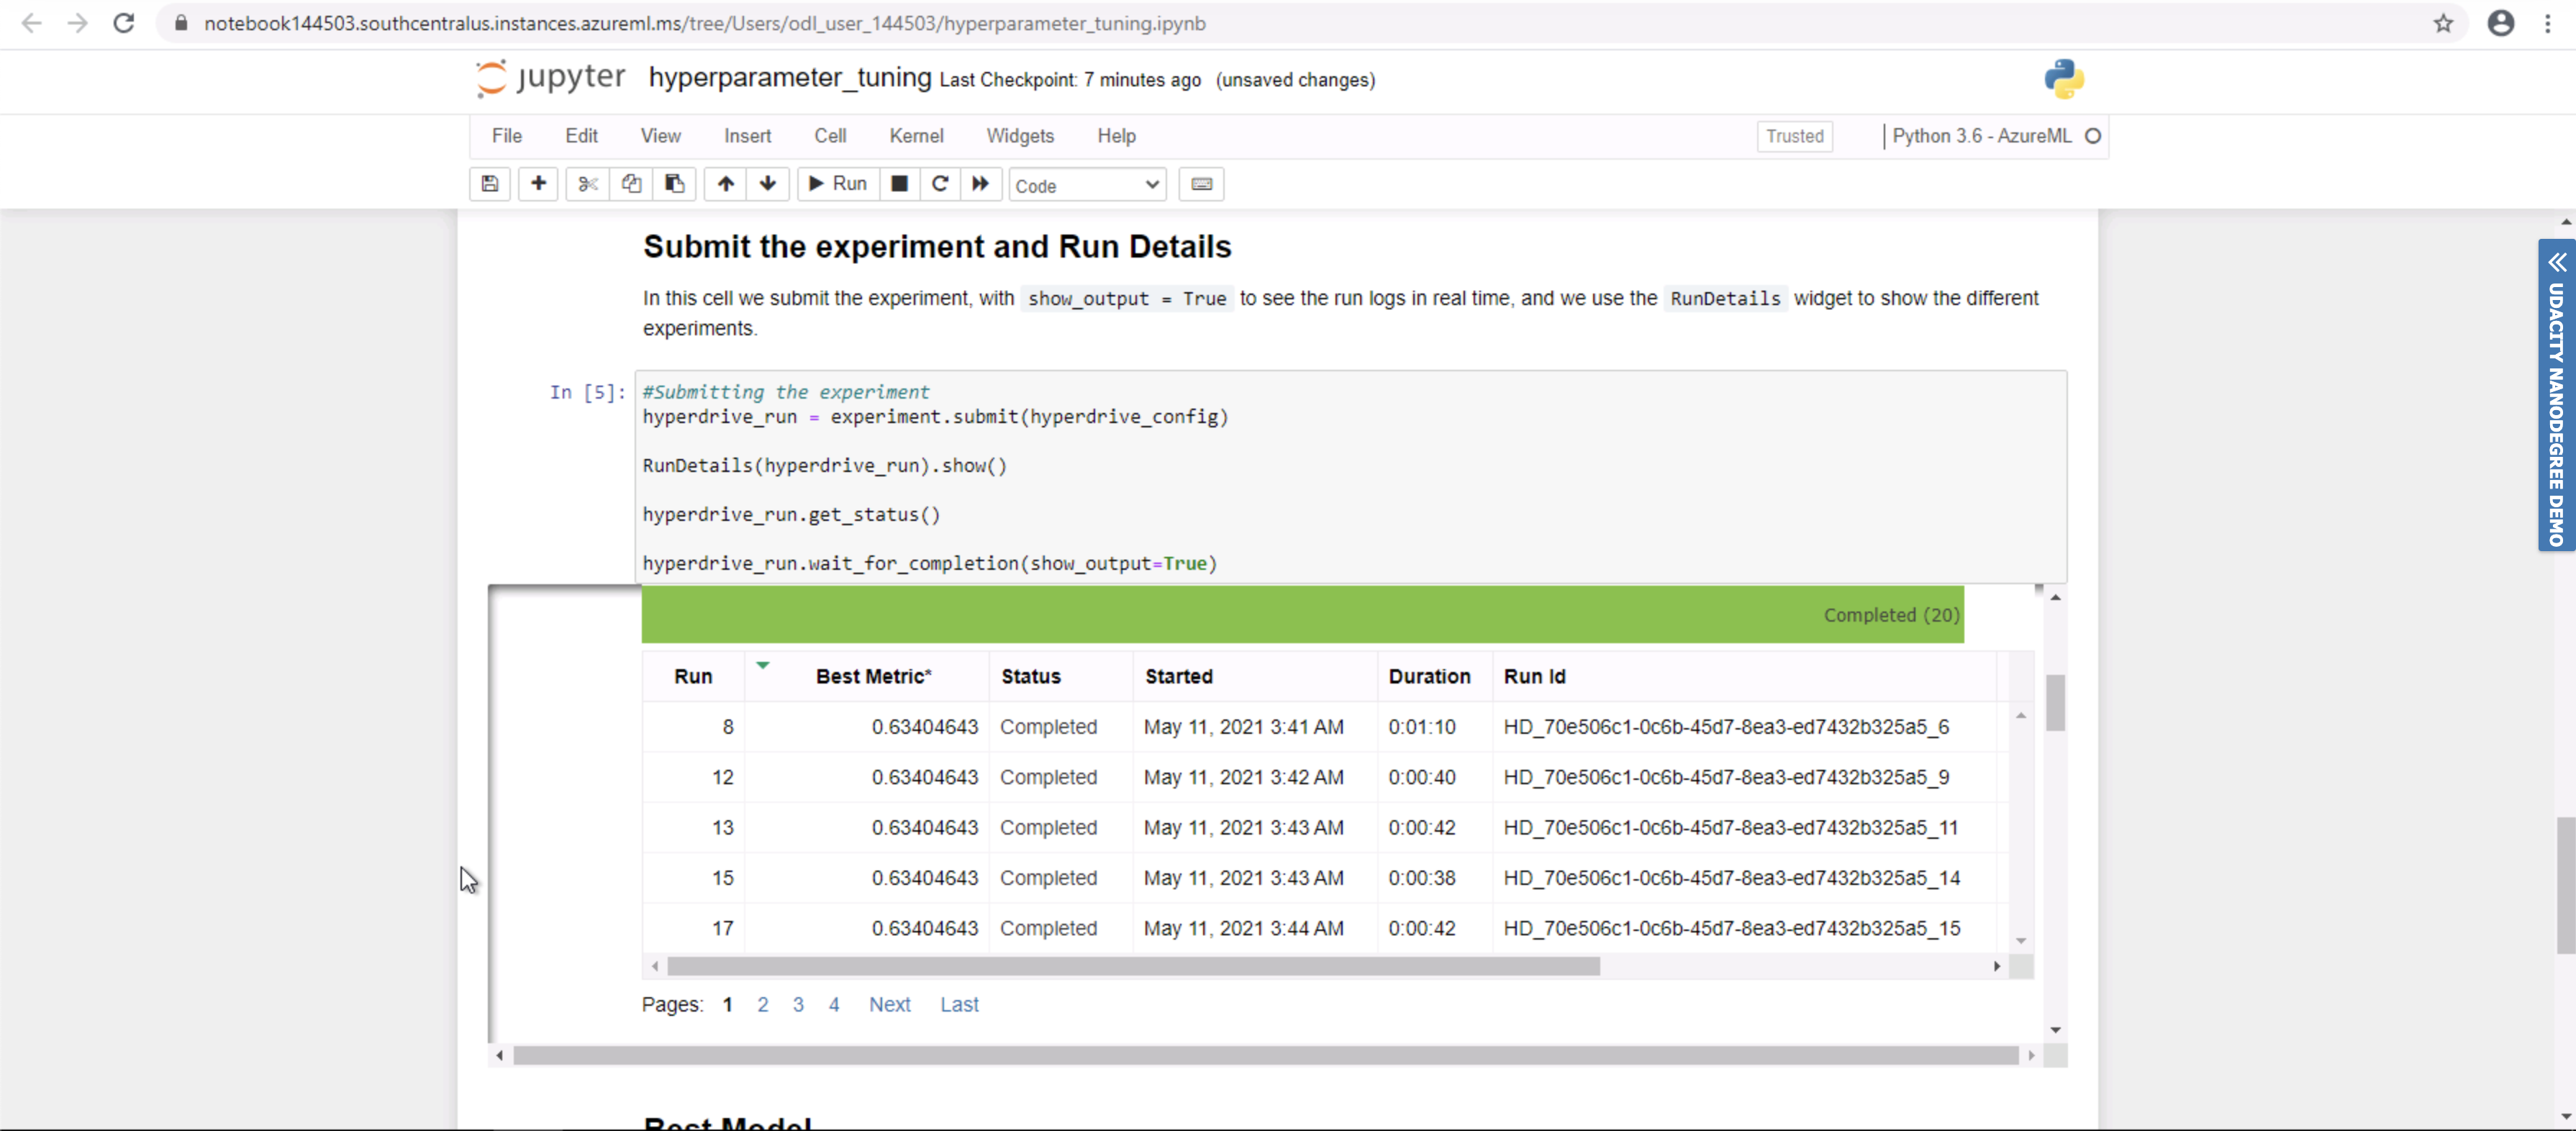 notebook144503.southcentralus.instances.azureml.ms/tree/Users/odl_user_144503/hyperparameter_tuning.ipynb
jupyter hyperparameter_tuning Last Checkpoint: 7 minutes ago (unsaved changes)
File Edit View Insert Cell Kernel Widgets Help Trusted Python 3.6 - AzureML
Run Code
Submit the experiment and Run Details
In this cell we submit the experiment, with show_output = True to see the run logs in real time, and we use the RunDetails widget to show the different
experiments.
In [5]: #Submitting the experiment
hyperdrive_run = experiment.submit(hyperdrive_config)
RunDetails(hyperdrive_run).show()
hyperdrive_run.get_status()
hyperdrive_run.wait_for_completion(show_output=True)
Completed (20)
Run Best Metric* Status Started Duration Run Id
8 0.63404643 Completed May 11, 2021 3:41 AM 0:01:10 HD_70e506c1-0c6b-45d7-8ea3-ed7432b325a5_6
12 0.63404643 Completed May 11, 2021 3:42 AM 0:00:40 HD_70e506c1-0c6b-45d7-8ea3-ed7432b325a5_9
13 0.63404643 Completed May 11, 2021 3:43 AM 0:00:42 HD_70e506c1-0c6b-45d7-8ea3-ed7432b325a5_11
15 0.63404643 Completed May 11, 2021 3:43 AM 0:00:38 HD_70e506c1-0c6b-45d7-8ea3-ed7432b325a5_14
17 0.63404643 Completed May 11, 2021 3:44 AM 0:00:42 HD_70e506c1-0c6b-45d7-8ea3-ed7432b325a5_15
Pages: 1 2 3 4 Next Last
Best Model
UDACITY NANODEGREE DEMO